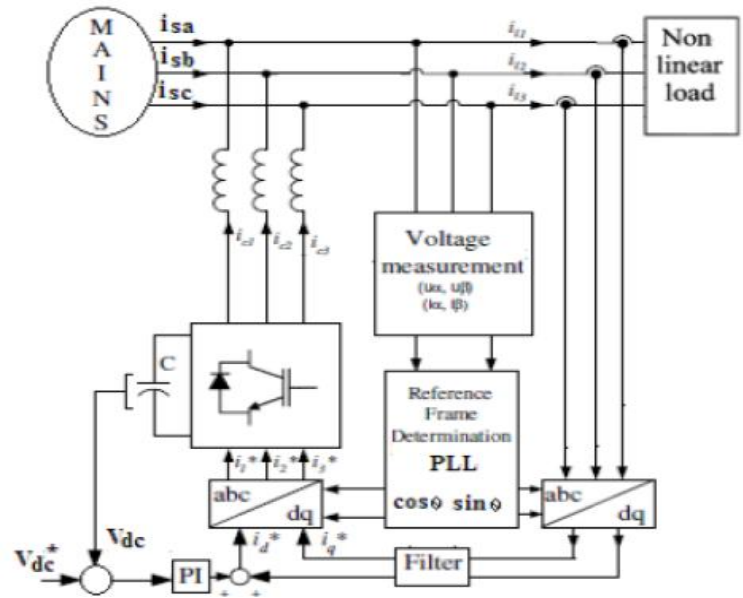 MAINS
isa
isb
isc
il1
il2
il3
Non
linear
load
ic1
ic2
ic3
Voltage
measurement
(uα, uβ)
(Iα, Iβ)
C
Reference
Frame
Determination
PLL
cosθ sinθ
i1* i2* i3*
abc
dq
abc
dq
Vdc
id*
iq*
Vdc*
PI
+ +
Filter